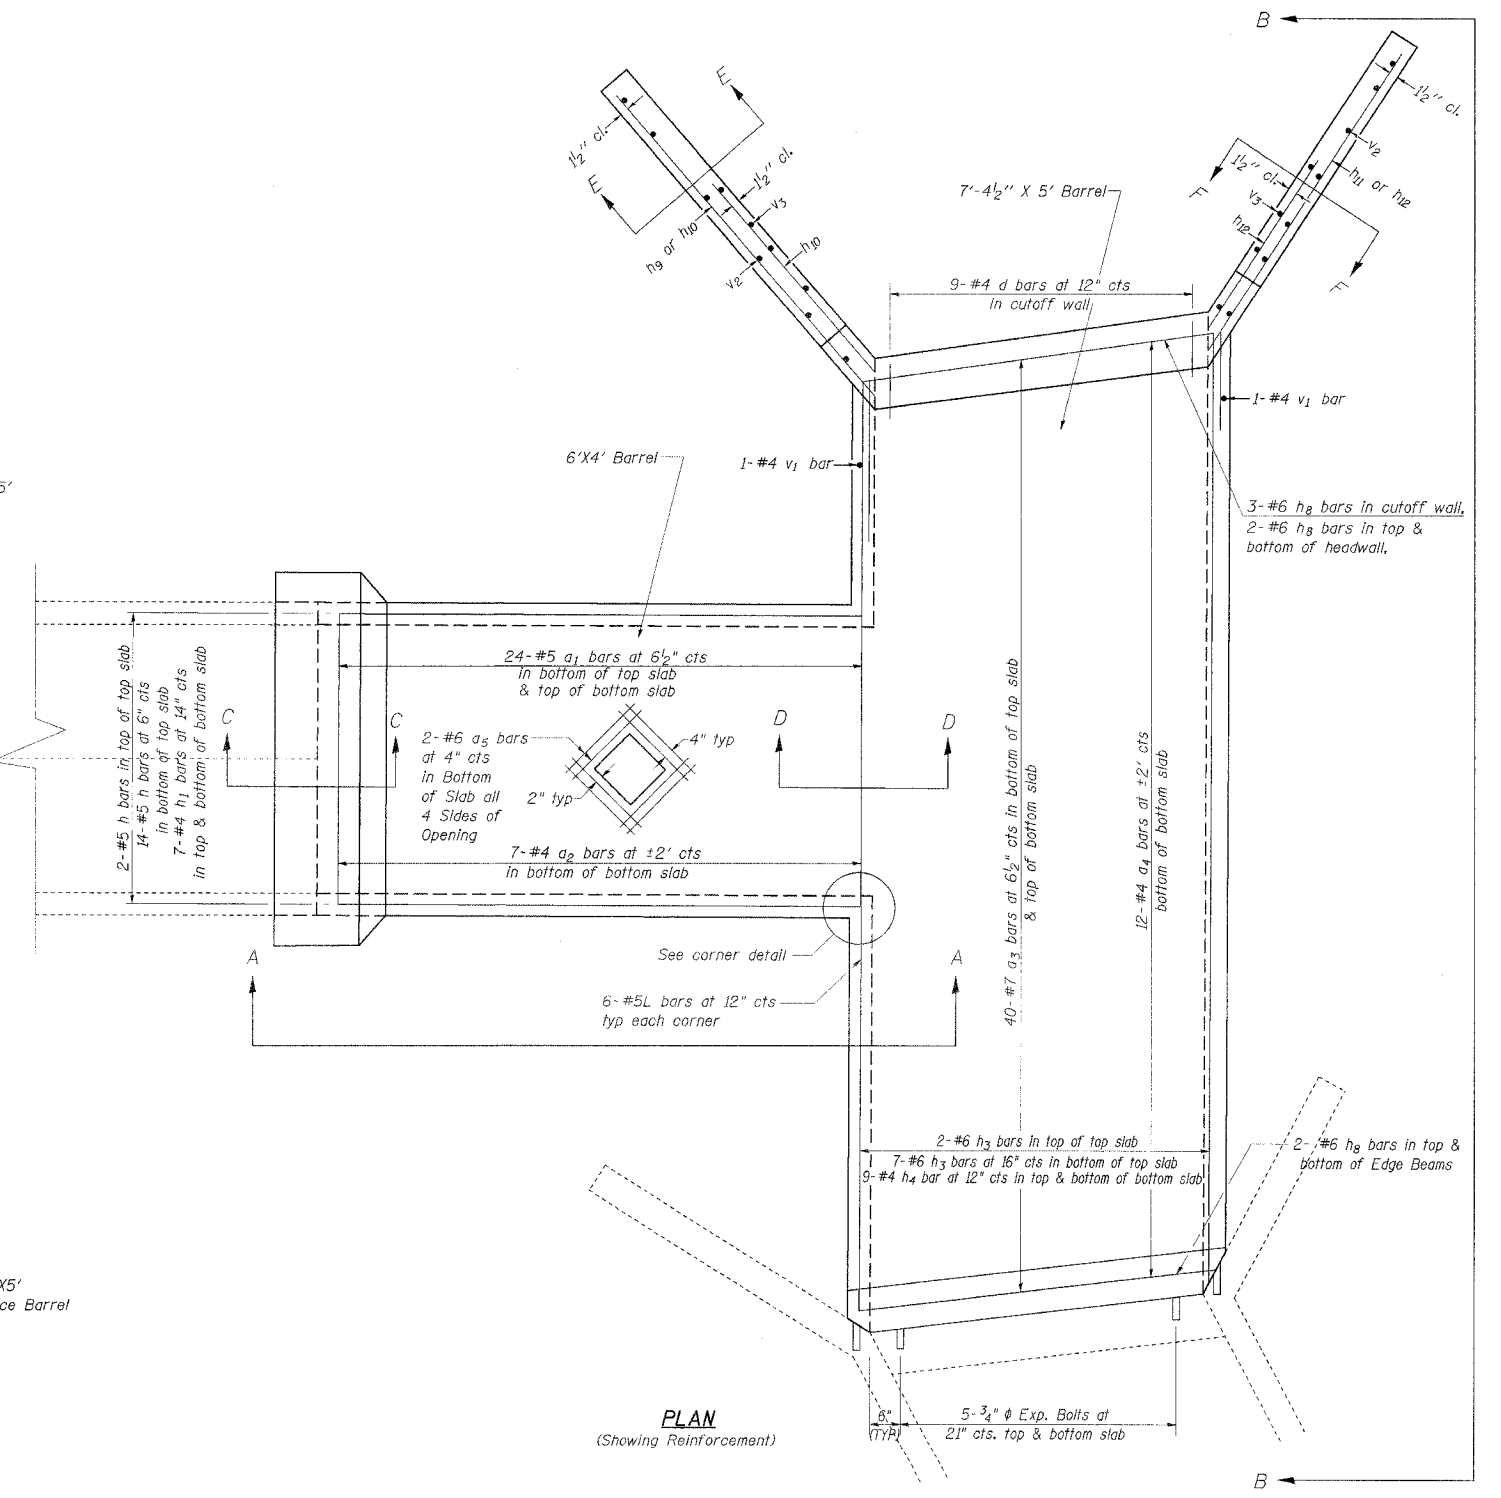 B
E
1½" cl.
1½" cl.
E
v3
h9 or h10
h10
v2
1½" cl.
v2
1½" cl.
h11 or h12
F
v3
h12
F
7'-4½" X 5' Barrel
9-#4 d bars at 12" cts
in cutoff wall
1-#4 v1 bar
6'X4' Barrel
1-#4 v1 bar
5'
3-#6 h8 bars in cutoff wall,
2-#6 h8 bars in top &
bottom of headwall.
2-#5 h bars in top of top slab
14-#5 h bars at 6" cts
in bottom of top slab
7-#4 h1 bars at 14" cts
in top & bottom of bottom slab
24-#5 a1 bars at 6½" cts
in bottom of top slab
& top of bottom slab
C
C
D
D
2-#6 a5 bars
at 4" cts
in Bottom
of Slab all
4 Sides of
Opening
4" typ
2" typ
7-#4 a2 bars at ±2' cts
in bottom of bottom slab
40-#7 a3 bars at 6½" cts in bottom of top slab
& top of bottom slab
12-#4 a4 bars at ±2' cts
bottom of bottom slab
See corner detail
A
A
6-#5L bars at 12" cts
typ each corner
2-#6 h3 bars in top of top slab
7-#6 h3 bars at 16" cts in bottom of top slab
9-#4 h4 bar at 12" cts in top & bottom of bottom slab
2- #6 h8 bars in top &
bottom of Edge Beams
X5'
ce Barrel
6"
(TYP)
5-¾" ϕ Exp. Bolts at
21" cts. top & bottom slab
PLAN
(Showing Reinforcement)
B